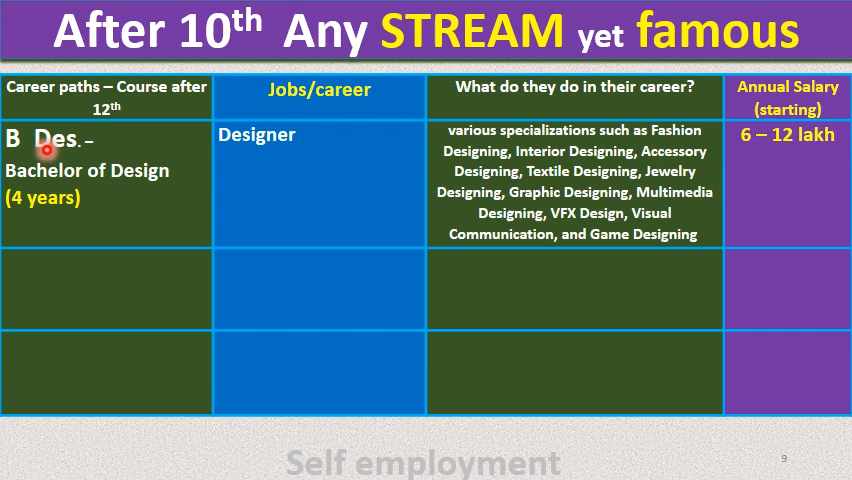 After 10th Any STREAM yet famous
Career paths – Course after
12th
Jobs/career
What do they do in their career?
Annual Salary
(starting)
B Des. –
Bachelor of Design
(4 years)
Designer
various specializations such as Fashion
Designing, Interior Designing, Accessory
Designing, Textile Designing, Jewelry
Designing, Graphic Designing, Multimedia
Designing, VFX Design, Visual
Communication, and Game Designing
6 – 12 lakh
Self employment
9